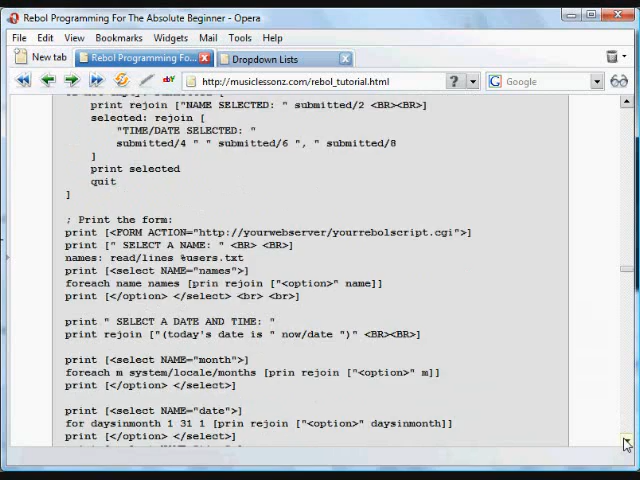 Rebol Programming For The Absolute Beginner - Opera
File Edit View Bookmarks Widgets Mail Tools Help
New tab Rebol Programming Fo... Dropdown Lists
http://musiclessonz.com/rebol_tutorial.html ? Google
print rejoin ["NAME SELECTED: " submitted/2 <BR><BR>]
selected: rejoin [
"TIME/DATE SELECTED: "
submitted/4 " " submitted/6 ", " submitted/8
]
print selected
quit
]
; Print the form:
print [<FORM ACTION="http://yourwebserver/yourrebolscript.cgi">]
print [" SELECT A NAME: " <BR> <BR>]
names: read/lines %users.txt
print [<select NAME="names">]
foreach name names [prin rejoin ["<option>" name]]
print [</option> </select> <br> <br>]
print " SELECT A DATE AND TIME: "
print rejoin ["(today's date is " now/date ")" <BR><BR>]
print [<select NAME="month">]
foreach m system/locale/months [prin rejoin ["<option>" m]]
print [</option> </select>]
print [<select NAME="date">]
for daysinmonth 1 31 1 [prin rejoin ["<option>" daysinmonth]]
print [</option> </select>]